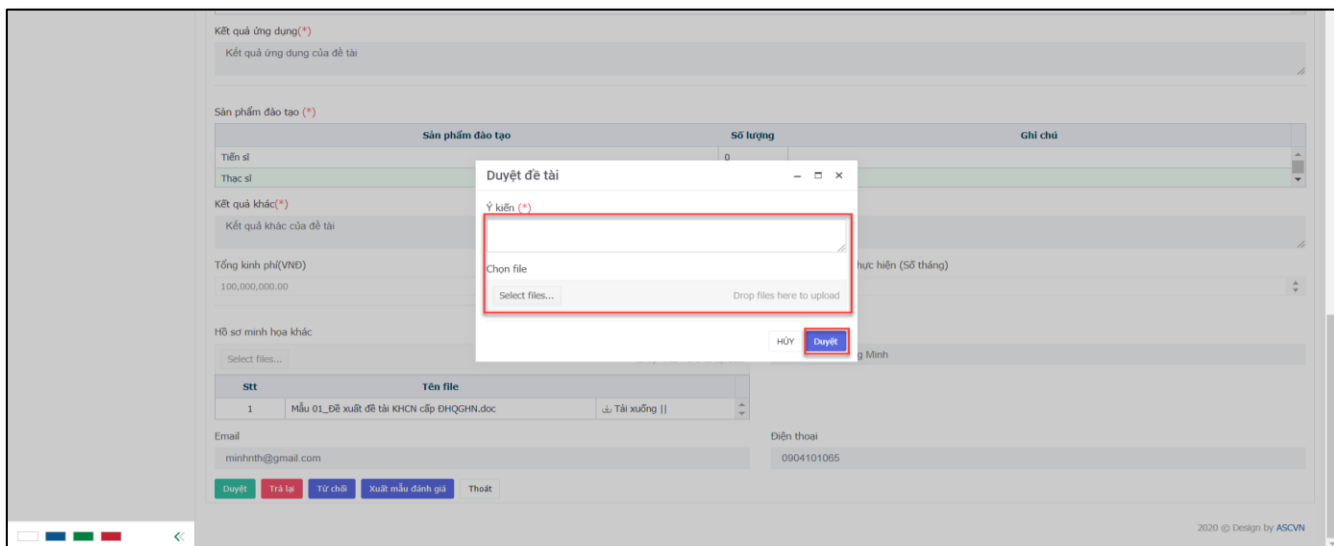 Kết quả ứng dụng(*)
Kết quả ứng dụng của đề tài
Sản phẩm đào tạo (*)
Sản phẩm đào tạo Số lượng Ghi chú
Tiến sĩ 0
Thạc sĩ
Duyệt đề tài
Ý kiến (*)
Kết quả khác(*)
Kết quả khác của đề tài
Chọn file
Select files... Drop files here to upload
Tổng kinh phí(VNĐ) hực hiện (Số tháng)
100,000,000.00
HỦY Duyệt
Hồ sơ minh họa khác
Select files... g Minh
Stt Tên file
1 Mẫu 01_Đề xuất đề tài KHCN cấp ĐHQGHN.doc Tải xuống ||
Email Điện thoại
minhnth@gmail.com 0904101065
Duyệt Trả lại Từ chối Xuất mẫu đánh giá Thoát
2020 © Design by ASCVN